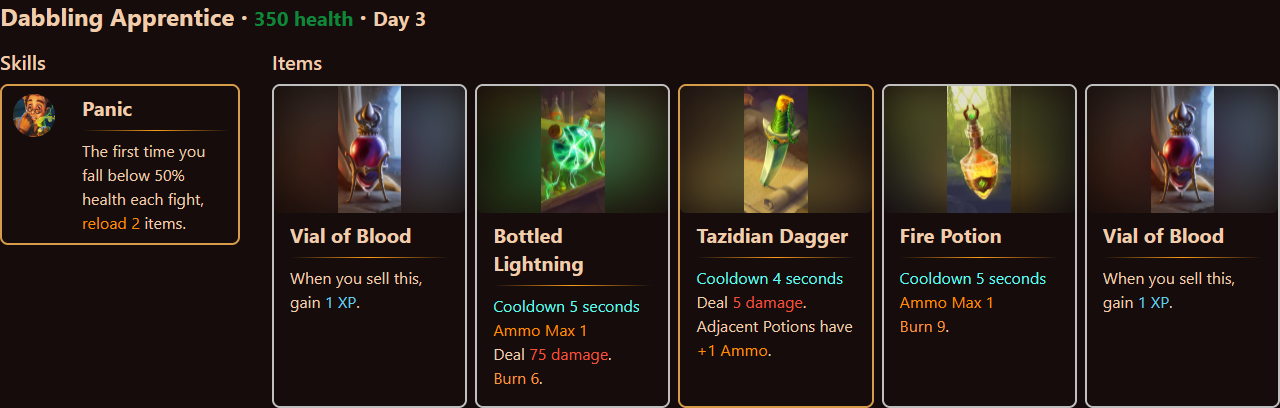 Dabbling Apprentice • 350 health • Day 3
Skills
Panic
The first time you
fall below 50%
health each fight,
reload 2 items.
Items
Vial of Blood
When you sell this,
gain 1 XP.
Bottled
Lightning
Cooldown 5 seconds
Ammo Max 1
Deal 75 damage.
Burn 6.
Tazidian Dagger
Cooldown 4 seconds
Deal 5 damage.
Adjacent Potions have
+1 Ammo.
Fire Potion
Cooldown 5 seconds
Ammo Max 1
Burn 9.
Vial of Blood
When you sell this,
gain 1 XP.